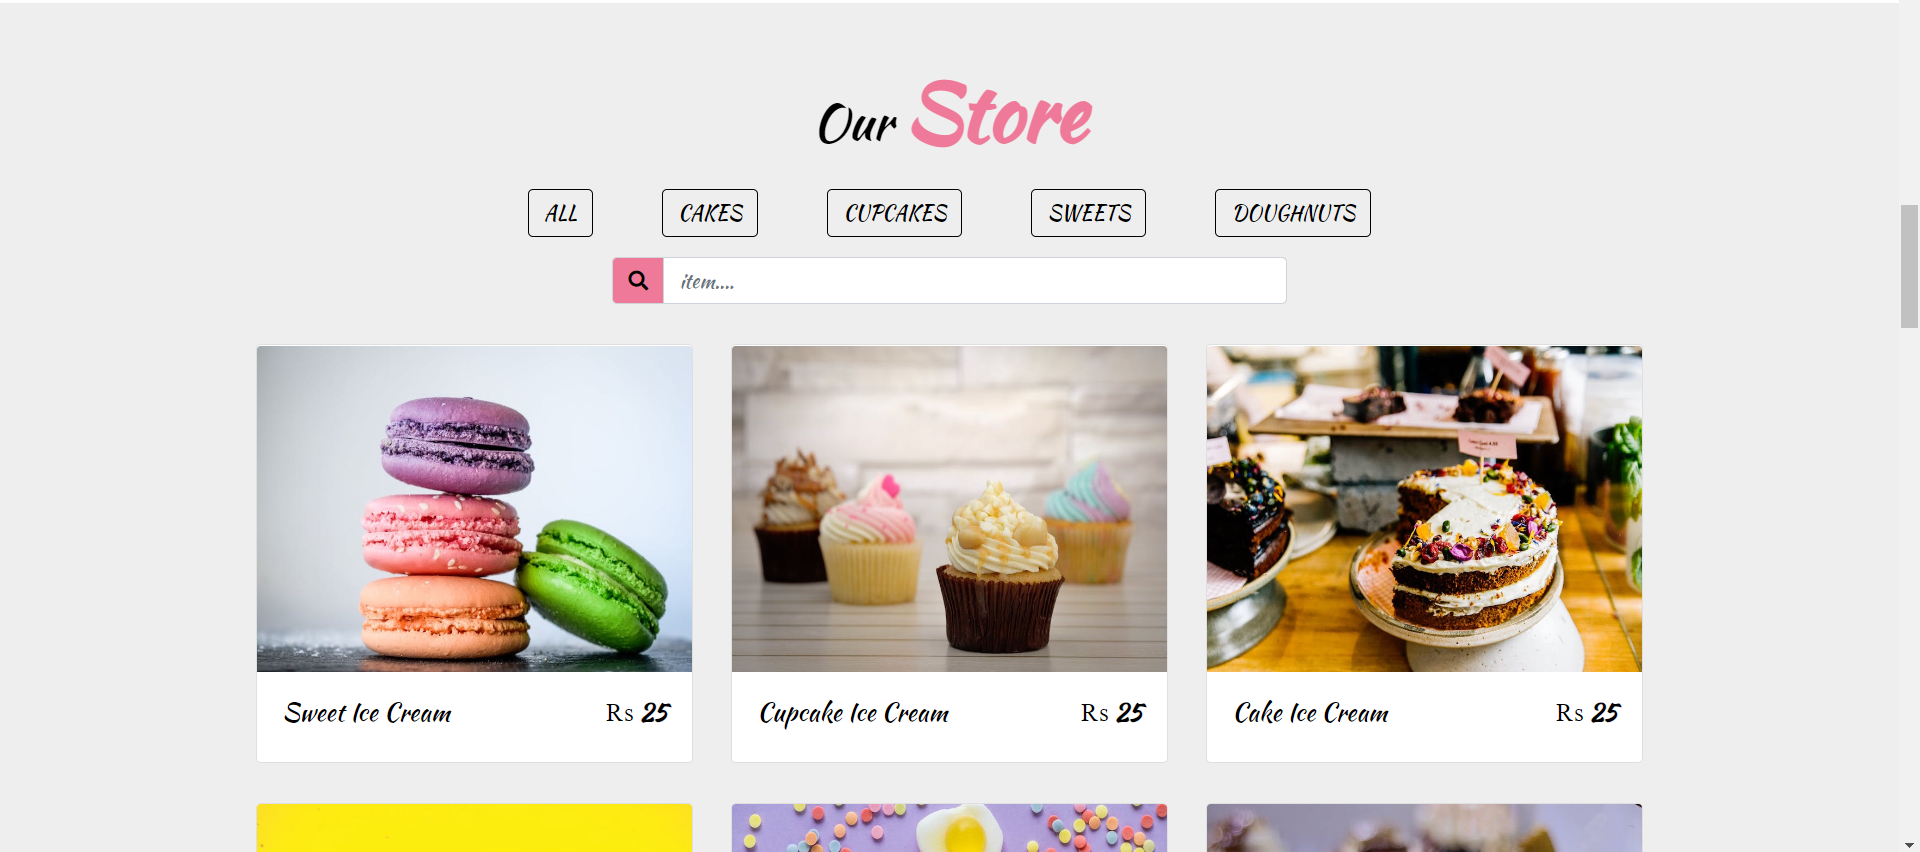 Our Store
ALL CAKES CUPCAKES SWEETS DOUGHNUTS
item....
Sweet Ice Cream Rs 25
Cupcake Ice Cream Rs 25
Cake Ice Cream Rs 25